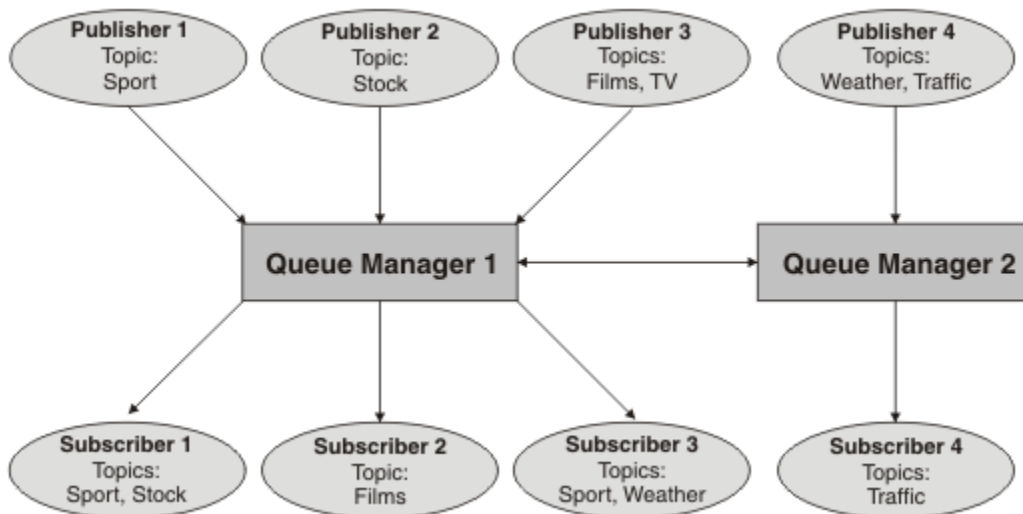 Publisher 1
Topic:
Sport
Publisher 2
Topic:
Stock
Publisher 3
Topics:
Films, TV
Publisher 4
Topics:
Weather, Traffic
Queue Manager 1
Queue Manager 2
Subscriber 1
Topics:
Sport, Stock
Subscriber 2
Topic:
Films
Subscriber 3
Topics:
Sport, Weather
Subscriber 4
Topics:
Traffic